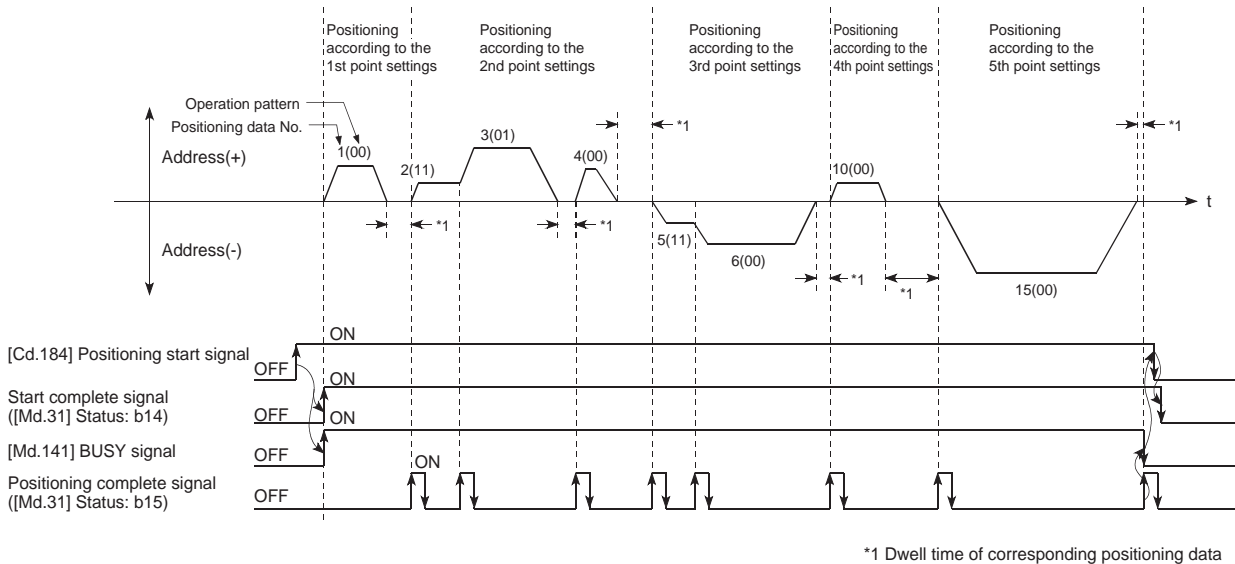 Positioning
according to the
1st point settings
Positioning
according to the
2nd point settings
Positioning
according to the
3rd point settings
Positioning
according to the
4th point settings
Positioning
according to the
5th point settings
Operation pattern
Positioning data No.
Address(+)
1(00)
2(11)
3(01)
4(00)
*1
10(00)
*1
t
*1
*1
Address(-)
5(11)
6(00)
*1
*1
15(00)
ON
[Cd.184] Positioning start signal
OFF
ON
Start complete signal
([Md.31] Status: b14)
OFF
ON
[Md.141] BUSY signal
OFF
ON
Positioning complete signal
([Md.31] Status: b15)
OFF
*1 Dwell time of corresponding positioning data